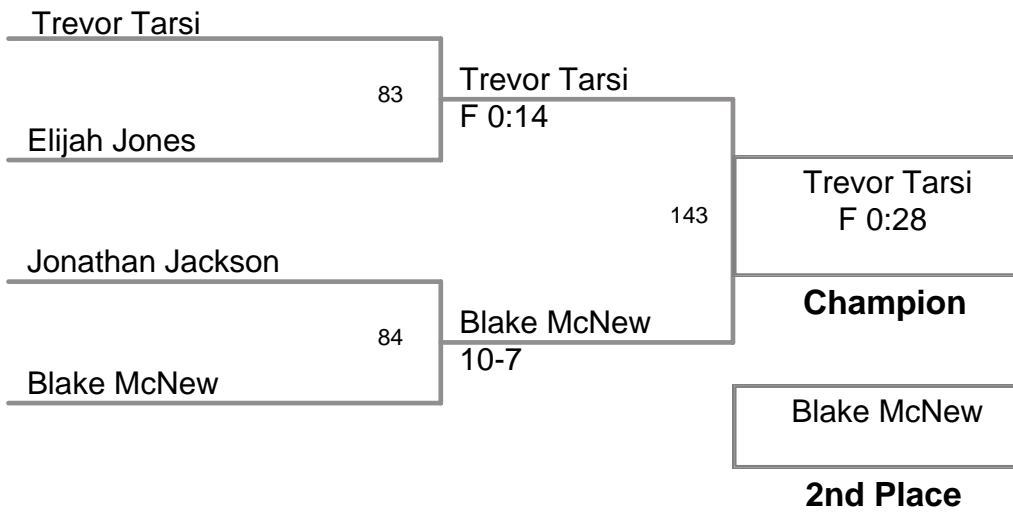 Trevor Tarsi
83
Elijah Jones
Trevor Tarsi
F 0:14
Jonathan Jackson
84
Blake McNew
Blake McNew
10-7
143
Trevor Tarsi
F 0:28
Champion
Blake McNew
2nd Place